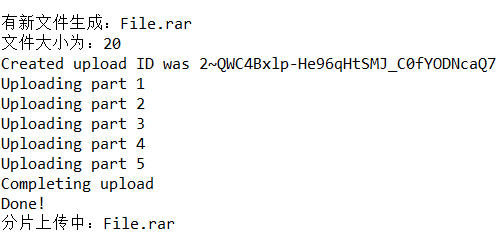 有新文件生成：File.rar
文件大小为：20
Created upload ID was 2~QWC4Bxlp-He96qHtSMJ_C0fYODNcaQ7
Uploading part 1
Uploading part 2
Uploading part 3
Uploading part 4
Uploading part 5
Completing upload
Done!
分片上传中：File.rar